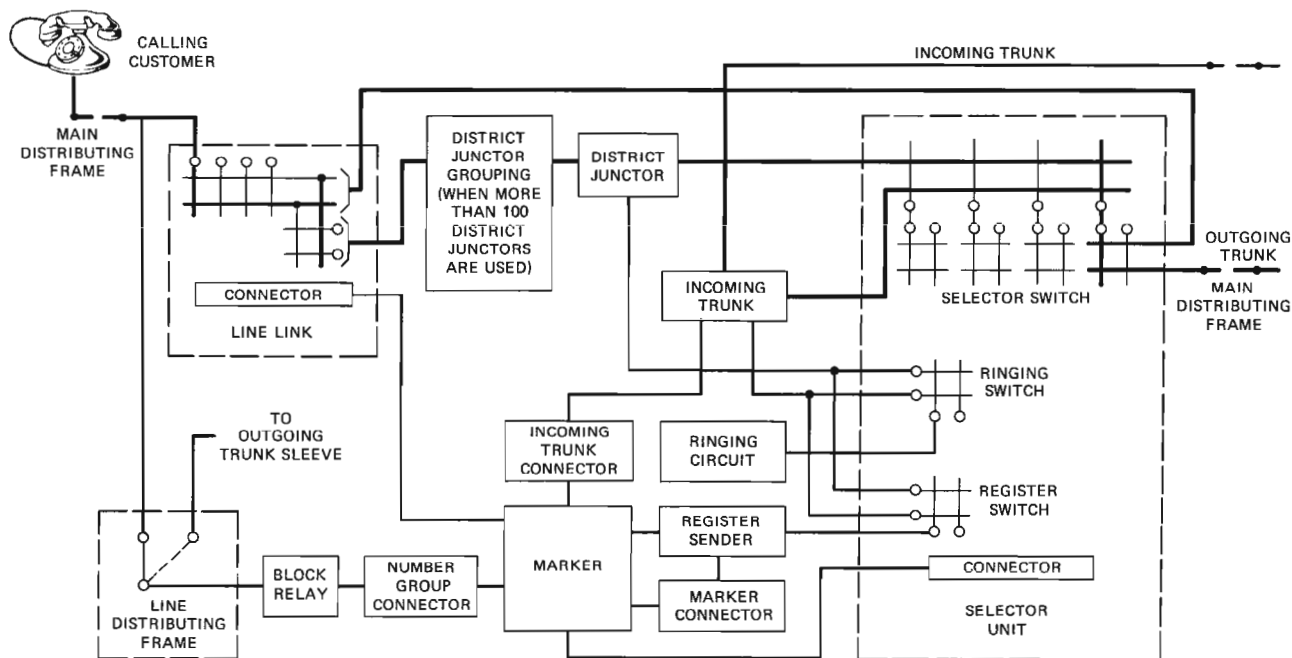 CALLING
CUSTOMER
INCOMING TRUNK
MAIN
DISTRIBUTING
FRAME
DISTRICT
JUNCTOR
GROUPING
(WHEN MORE
THAN 100
DISTRICT
JUNCTORS
ARE USED)
DISTRICT
JUNCTOR
CONNECTOR
LINE LINK
INCOMING
TRUNK
SELECTOR SWITCH
OUTGOING
TRUNK
MAIN
DISTRIBUTING
FRAME
RINGING
SWITCH
TO
OUTGOING
TRUNK SLEEVE
INCOMING
TRUNK
CONNECTOR
RINGING
CIRCUIT
REGISTER
SWITCH
LINE
DISTRIBUTING
FRAME
BLOCK
RELAY
NUMBER
GROUP
CONNECTOR
MARKER
REGISTER
SENDER
MARKER
CONNECTOR
CONNECTOR
SELECTOR
UNIT